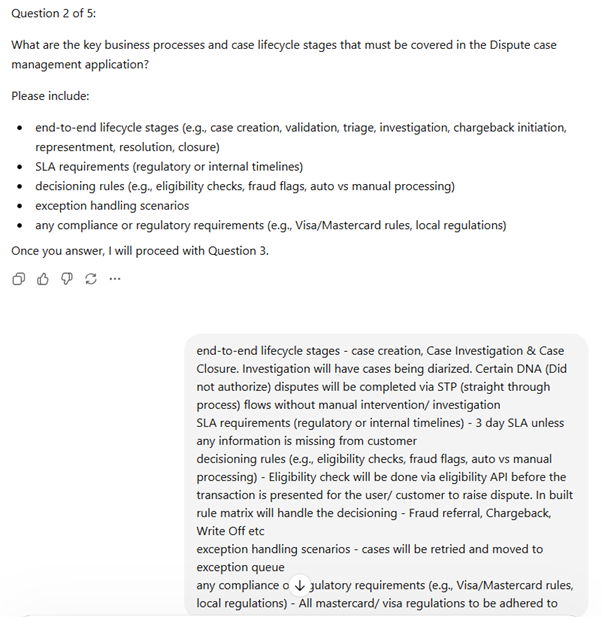 Question 2 of 5:
What are the key business processes and case lifecycle stages that must be covered in the Dispute case
management application?
Please include:
• end-to-end lifecycle stages (e.g., case creation, validation, triage, investigation, chargeback initiation,
representment, resolution, closure)
• SLA requirements (regulatory or internal timelines)
• decisioning rules (e.g., eligibility checks, fraud flags, auto vs manual processing)
• exception handling scenarios
• any compliance or regulatory requirements (e.g., Visa/Mastercard rules, local regulations)
Once you answer, I will proceed with Question 3.
end-to-end lifecycle stages - case creation, Case Investigation & Case
Closure. Investigation will have cases being diarized. Certain DNA (Did
not authorize) disputes will be completed via STP (straight through
process) flows without manual intervention/ investigation
SLA requirements (regulatory or internal timelines) - 3 day SLA unless
any information is missing from customer
decisioning rules (e.g., eligibility checks, fraud flags, auto vs manual
processing) - Eligibility check will be done via eligibility API before the
transaction is presented for the user/ customer to raise dispute. In built
rule matrix will handle the decisioning - Fraud referral, Chargeback,
Write Off etc
exception handling scenarios - cases will be retried and moved to
exception queue
any compliance o gulatory requirements (e.g., Visa/Mastercard rules,
local regulations) - All mastercard/ visa regulations to be adhered to